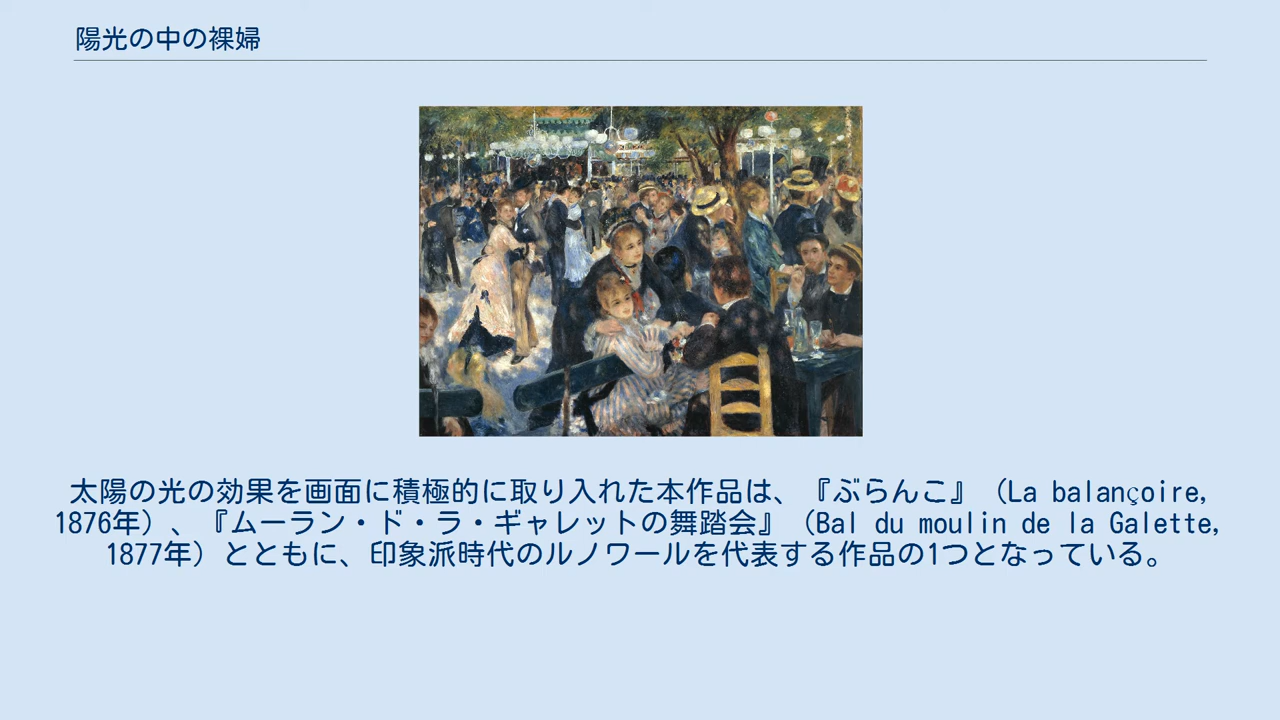 陽光の中の裸婦
太陽の光の効果を画面に積極的に取り入れた本作品は、『ぶらんこ』（La balançoire,
1876年）、『ムーラン・ド・ラ・ギャレットの舞踏会』（Bal du moulin de la Galette,
1877年）とともに、印象派時代のルノワールを代表する作品の1つとなっている。